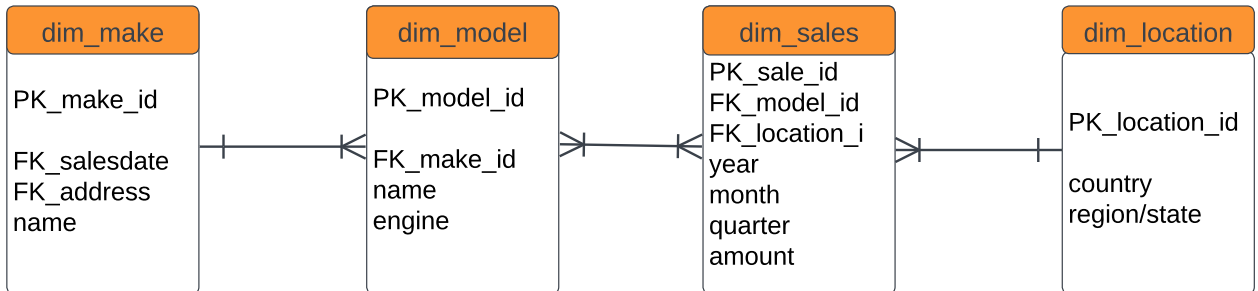 dim_make
PK_make_id
FK_salesdate
FK_address
name
dim_model
PK_model_id
FK_make_id
name
engine
dim_sales
PK_sale_id
FK_model_id
FK_location_i
year
month
quarter
amount
dim_location
PK_location_id
country
region/state